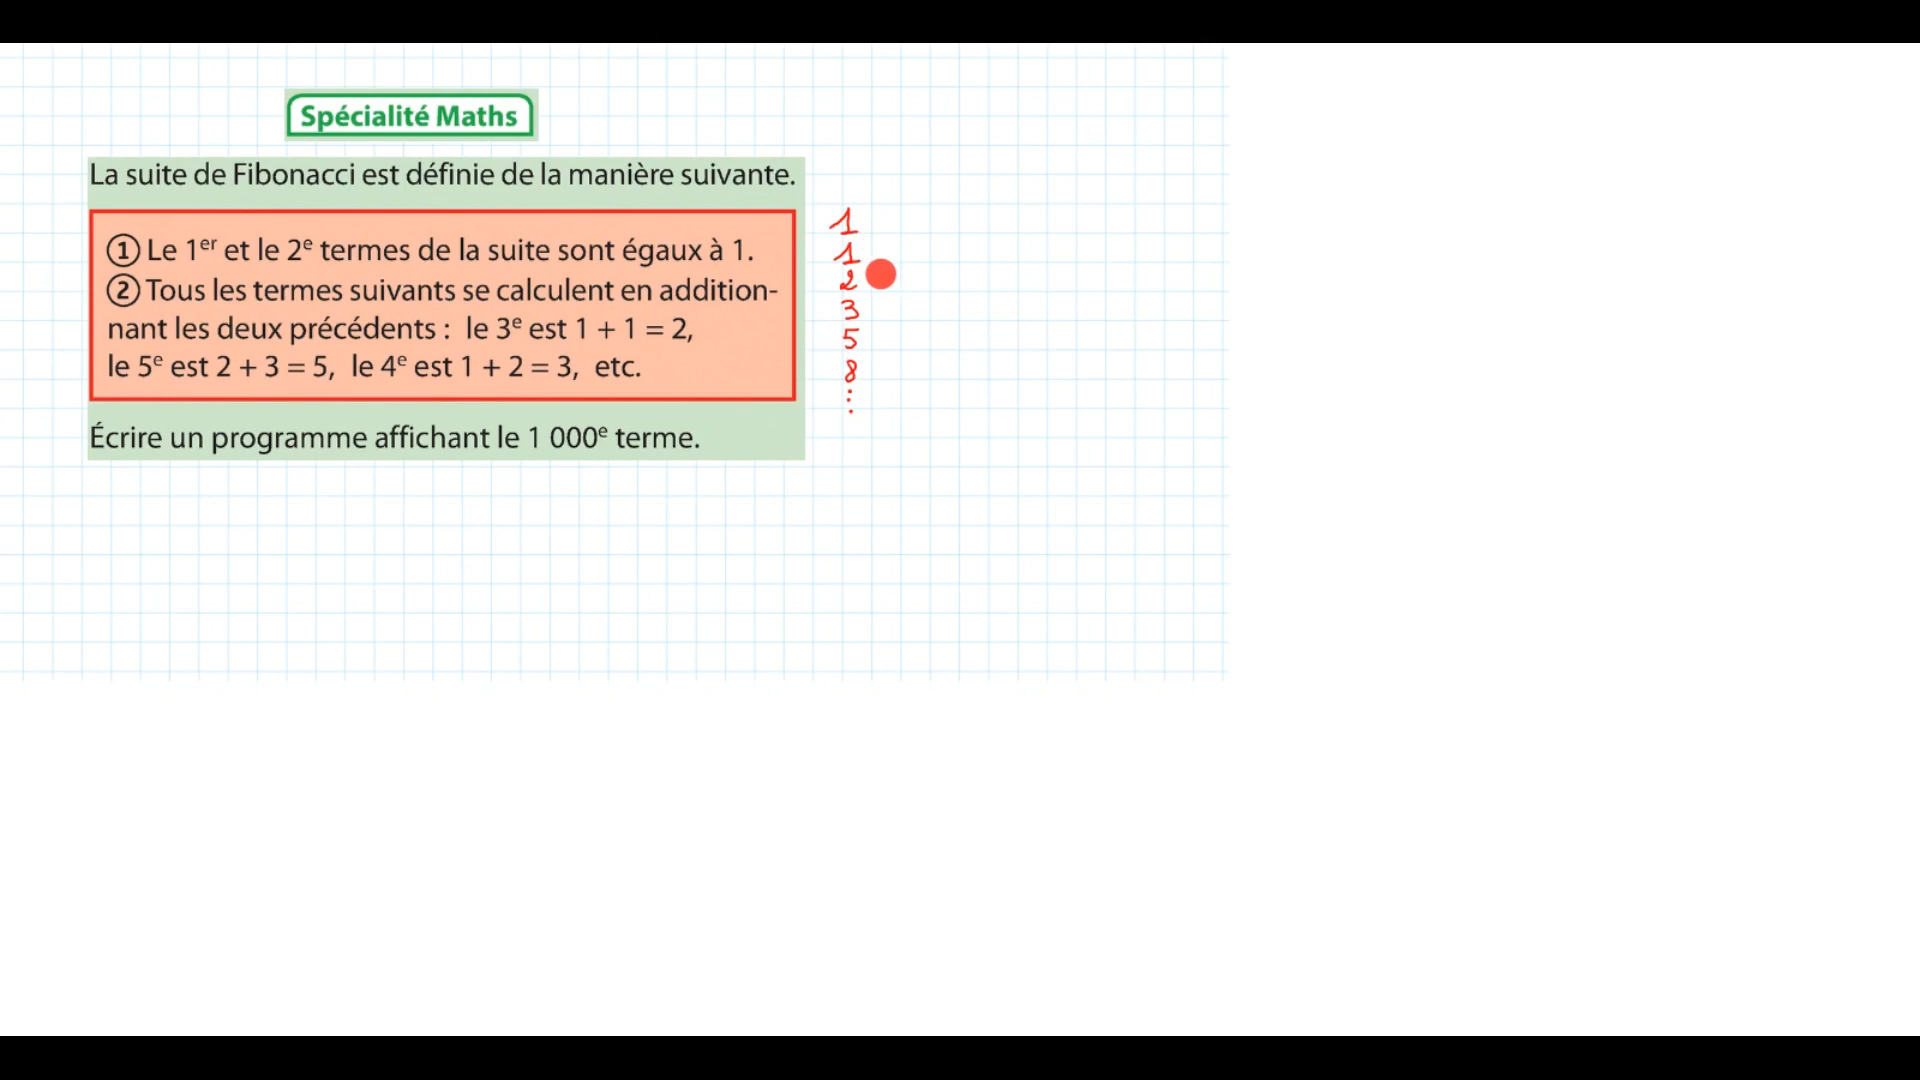 Spécialité Maths
La suite de Fibonacci est définie de la manière suivante.
① Le 1er et le 2e termes de la suite sont égaux à 1.
② Tous les termes suivants se calculent en addition-
nant les deux précédents : le 3e est 1 + 1 = 2,
le 5e est 2 + 3 = 5, le 4e est 1 + 2 = 3, etc.
Écrire un programme affichant le 1 000e terme.
1
1
2
3
5
8
...